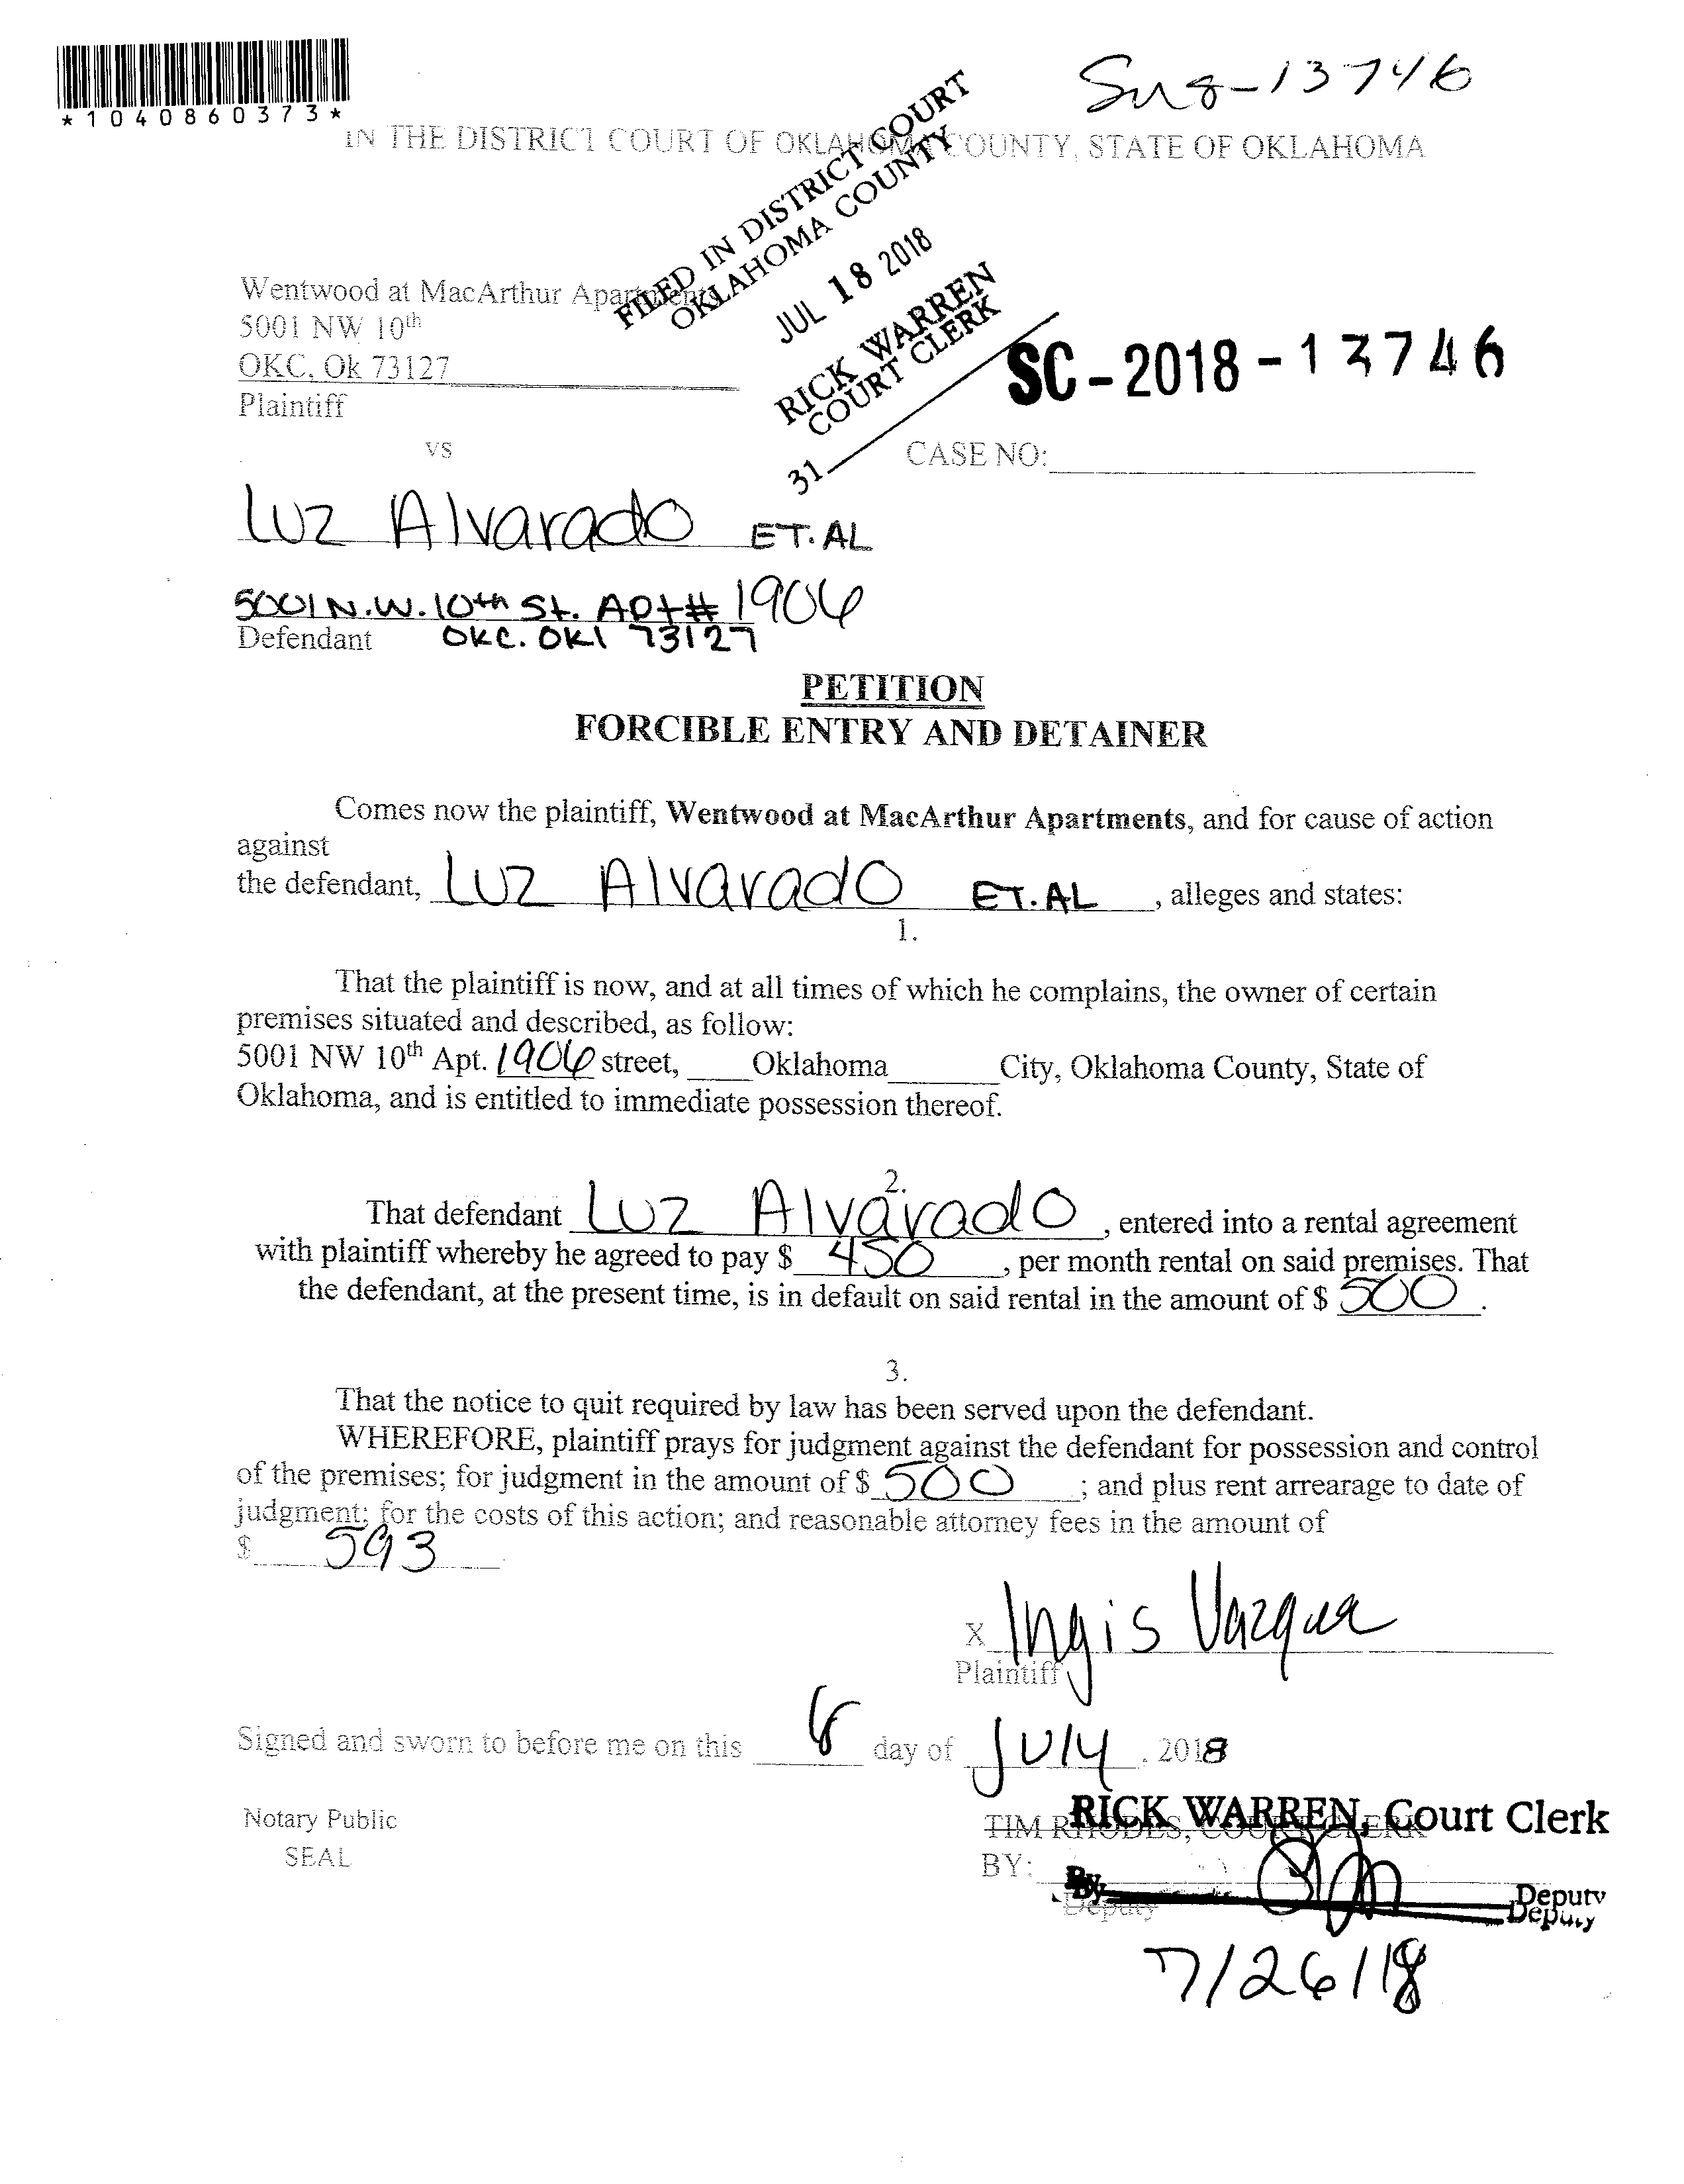 *1040860373*
IN THE DISTRICT COURT OF OKLAHOMA COUNTY, STATE OF OKLAHOMA
FILED IN DISTRICT COURT
OKLAHOMA COUNTY
JUL 18 2018
RICK WARREN
COURT CLERK
31
Wentwood at MacArthur Apartments
5001 NW 10th
OKC, Ok 73127
Plaintiff
SC-2018-13746
vs
CASE NO:
Luz Alvarado ET.AL
5001 N.W. 10th St. Apt# 1906
Defendant OKC. OKl 73127
PETITION
FORCIBLE ENTRY AND DETAINER
Comes now the plaintiff, Wentwood at MacArthur Apartments, and for cause of action
against
the defendant, Luz Alvarado ET.AL, alleges and states:
1.
That the plaintiff is now, and at all times of which he complains, the owner of certain
premises situated and described, as follow:
5001 NW 10th Apt. 1906 street, ____Oklahoma_______City, Oklahoma County, State of
Oklahoma, and is entitled to immediate possession thereof.
2.
That defendant Luz Alvarado, entered into a rental agreement
with plaintiff whereby he agreed to pay $ 450, per month rental on said premises. That
the defendant, at the present time, is in default on said rental in the amount of $ 500.
3.
That the notice to quit required by law has been served upon the defendant.
WHEREFORE, plaintiff prays for judgment against the defendant for possession and control
of the premises; for judgment in the amount of $ 500; and plus rent arrearage to date of
judgment; for the costs of this action; and reasonable attorney fees in the amount of
$ 593
X Ingis Vazquez
Plaintiff
Signed and sworn to before me on this day of July, 2018
Notary Public
SEAL
TIM RHODES, COURT CLERK
RICK WARREN, Court Clerk
BY:
By
Deputy
Deputy
Deputy
7/26/18